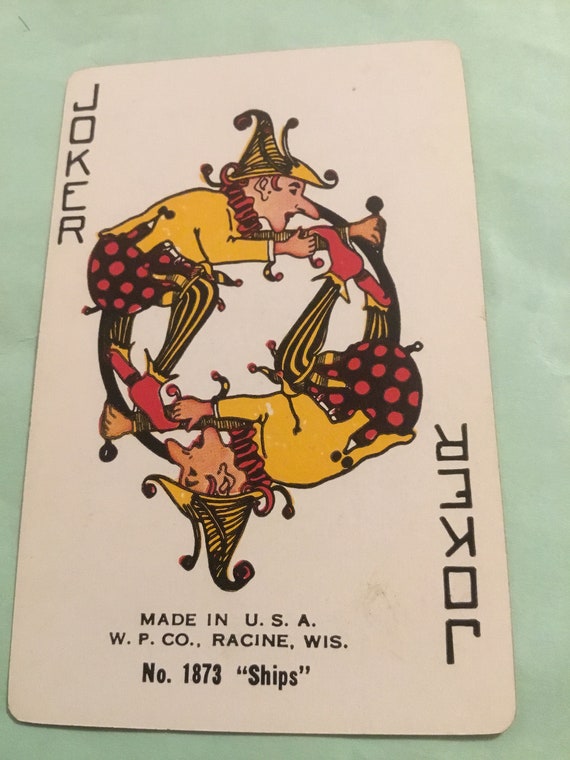 JOKER
MADE IN U. S. A.
W. P. CO., RACINE, WIS.
No. 1873 "Ships"
JOKER